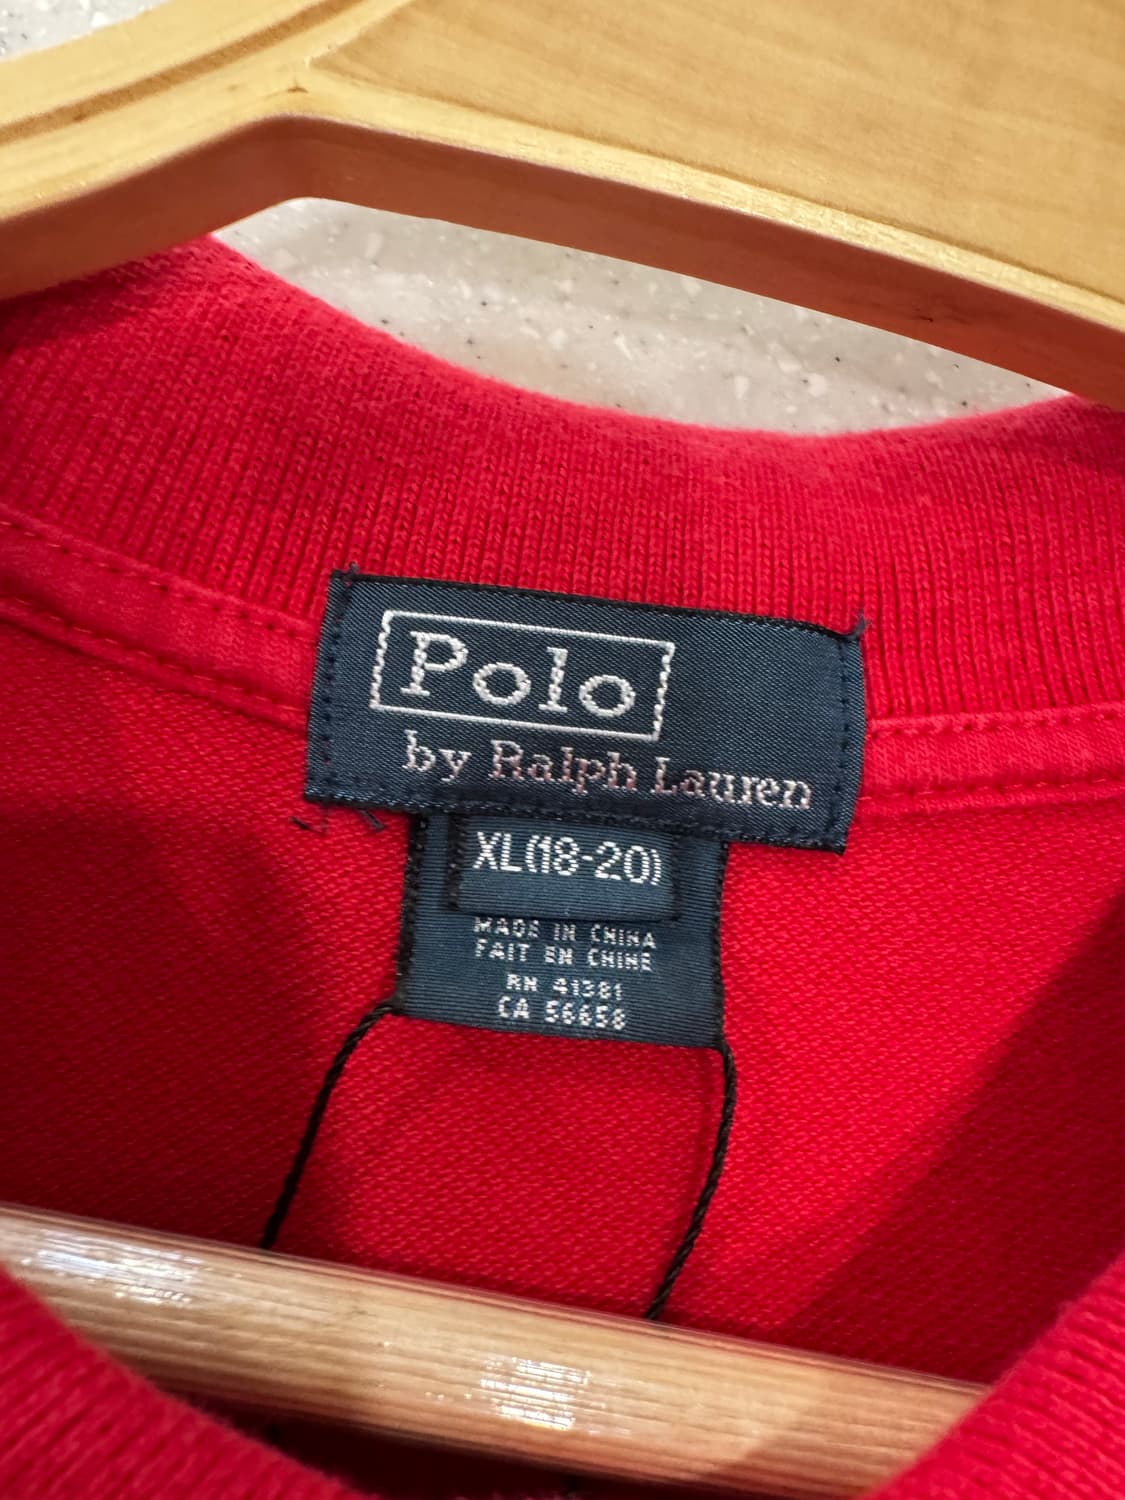 Polo
by Ralph Lauren
XL(18-20)
MADE IN CHINA
FAIT EN CHINE
RN 41381
CA 56658